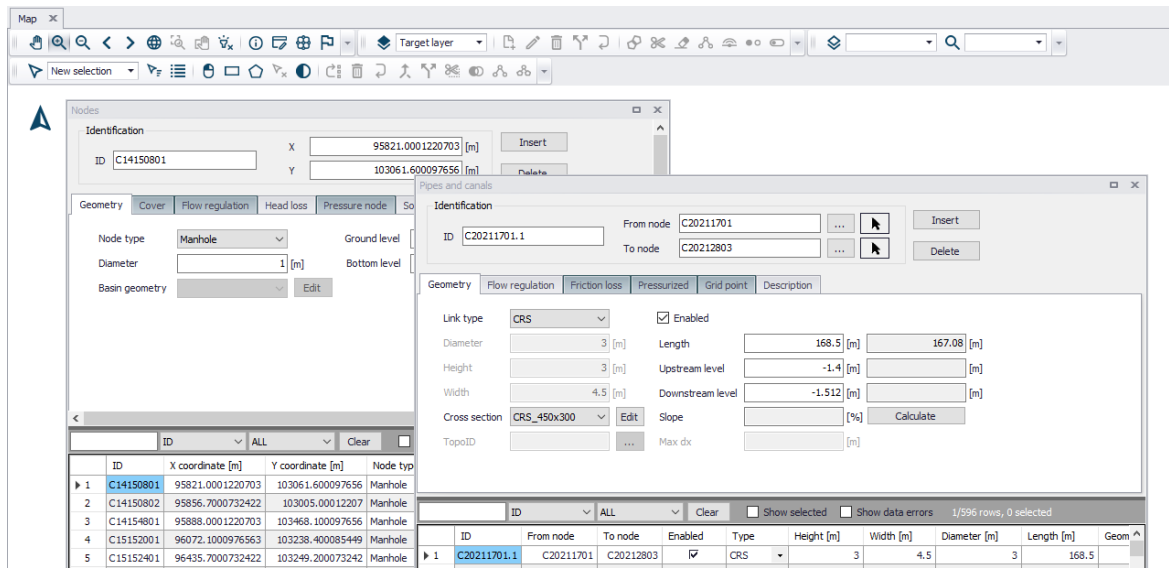 Map
Target layer
New selection
Nodes
Identification
ID C14150801
X 95821.0001220703 [m]
Y 103061.600097656 [m]
Insert
Delete
Geometry Cover Flow regulation Head loss Pressure node So
Node type Manhole Ground level
Diameter 1 [m] Bottom level
Basin geometry Edit
ID ALL Clear
ID X coordinate [m] Y coordinate [m] Node typ
1 C14150801 95821.0001220703 103061.600097656 Manhole
2 C14150802 95856.7000732422 103005.00012207 Manhole
3 C14154801 95888.0001220703 103468.100097656 Manhole
4 C15152001 96072.1000976563 103238.400085449 Manhole
5 C15152401 96435.7000732422 103249.200073242 Manhole
Pipes and canals
Identification
ID C20211701.1
From node C20211701 ... Insert
To node C20212803 ... Delete
Geometry Flow regulation Friction loss Pressurized Grid point Description
Link type CRS Enabled
Diameter 3 [m] Length 168.5 [m] 167.08 [m]
Height 3 [m] Upstream level -1.4 [m] [m]
Width 4.5 [m] Downstream level -1.512 [m] [m]
Cross section CRS_450x300 Edit Slope [%] Calculate
TopoID ... Max dx [m]
ID ALL Clear Show selected Show data errors 1/596 rows, 0 selected
ID From node To node Enabled Type Height [m] Width [m] Diameter [m] Length [m] Geom
1 C20211701.1 C20211701 C20212803 CRS 3 4.5 3 168.5